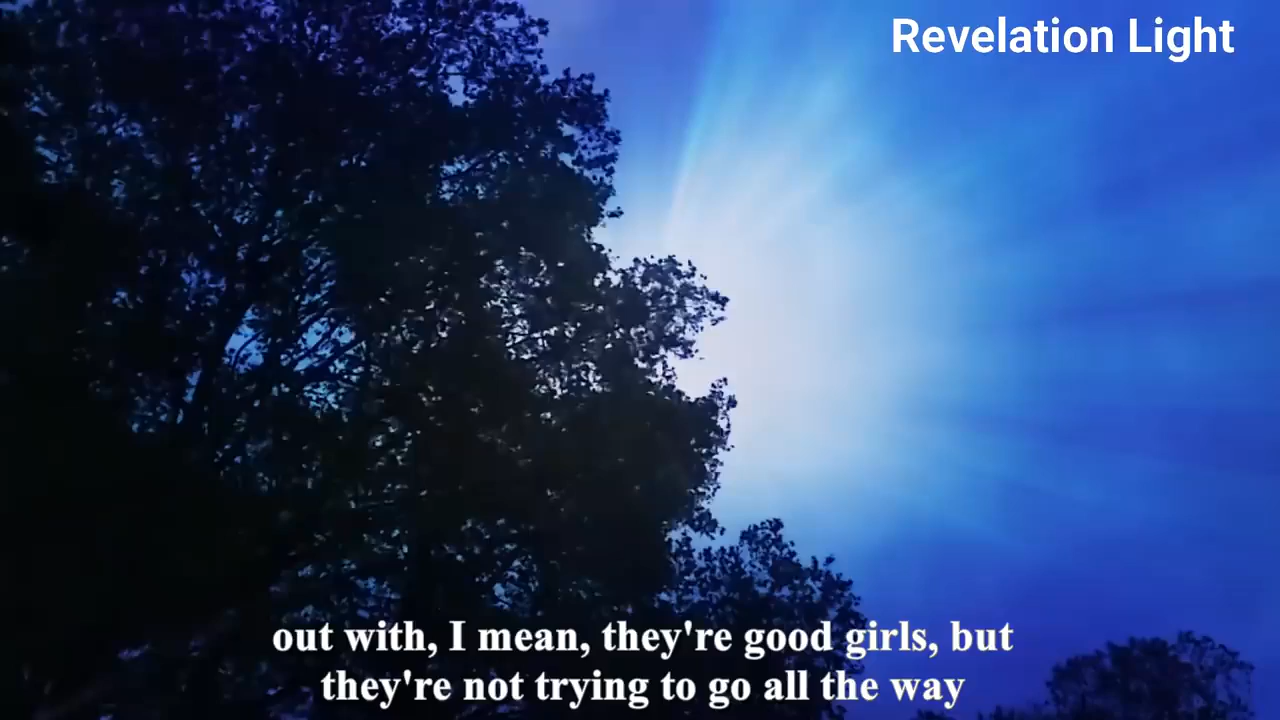 Revelation Light
out with, I mean, they're good girls, but
they're not trying to go all the way